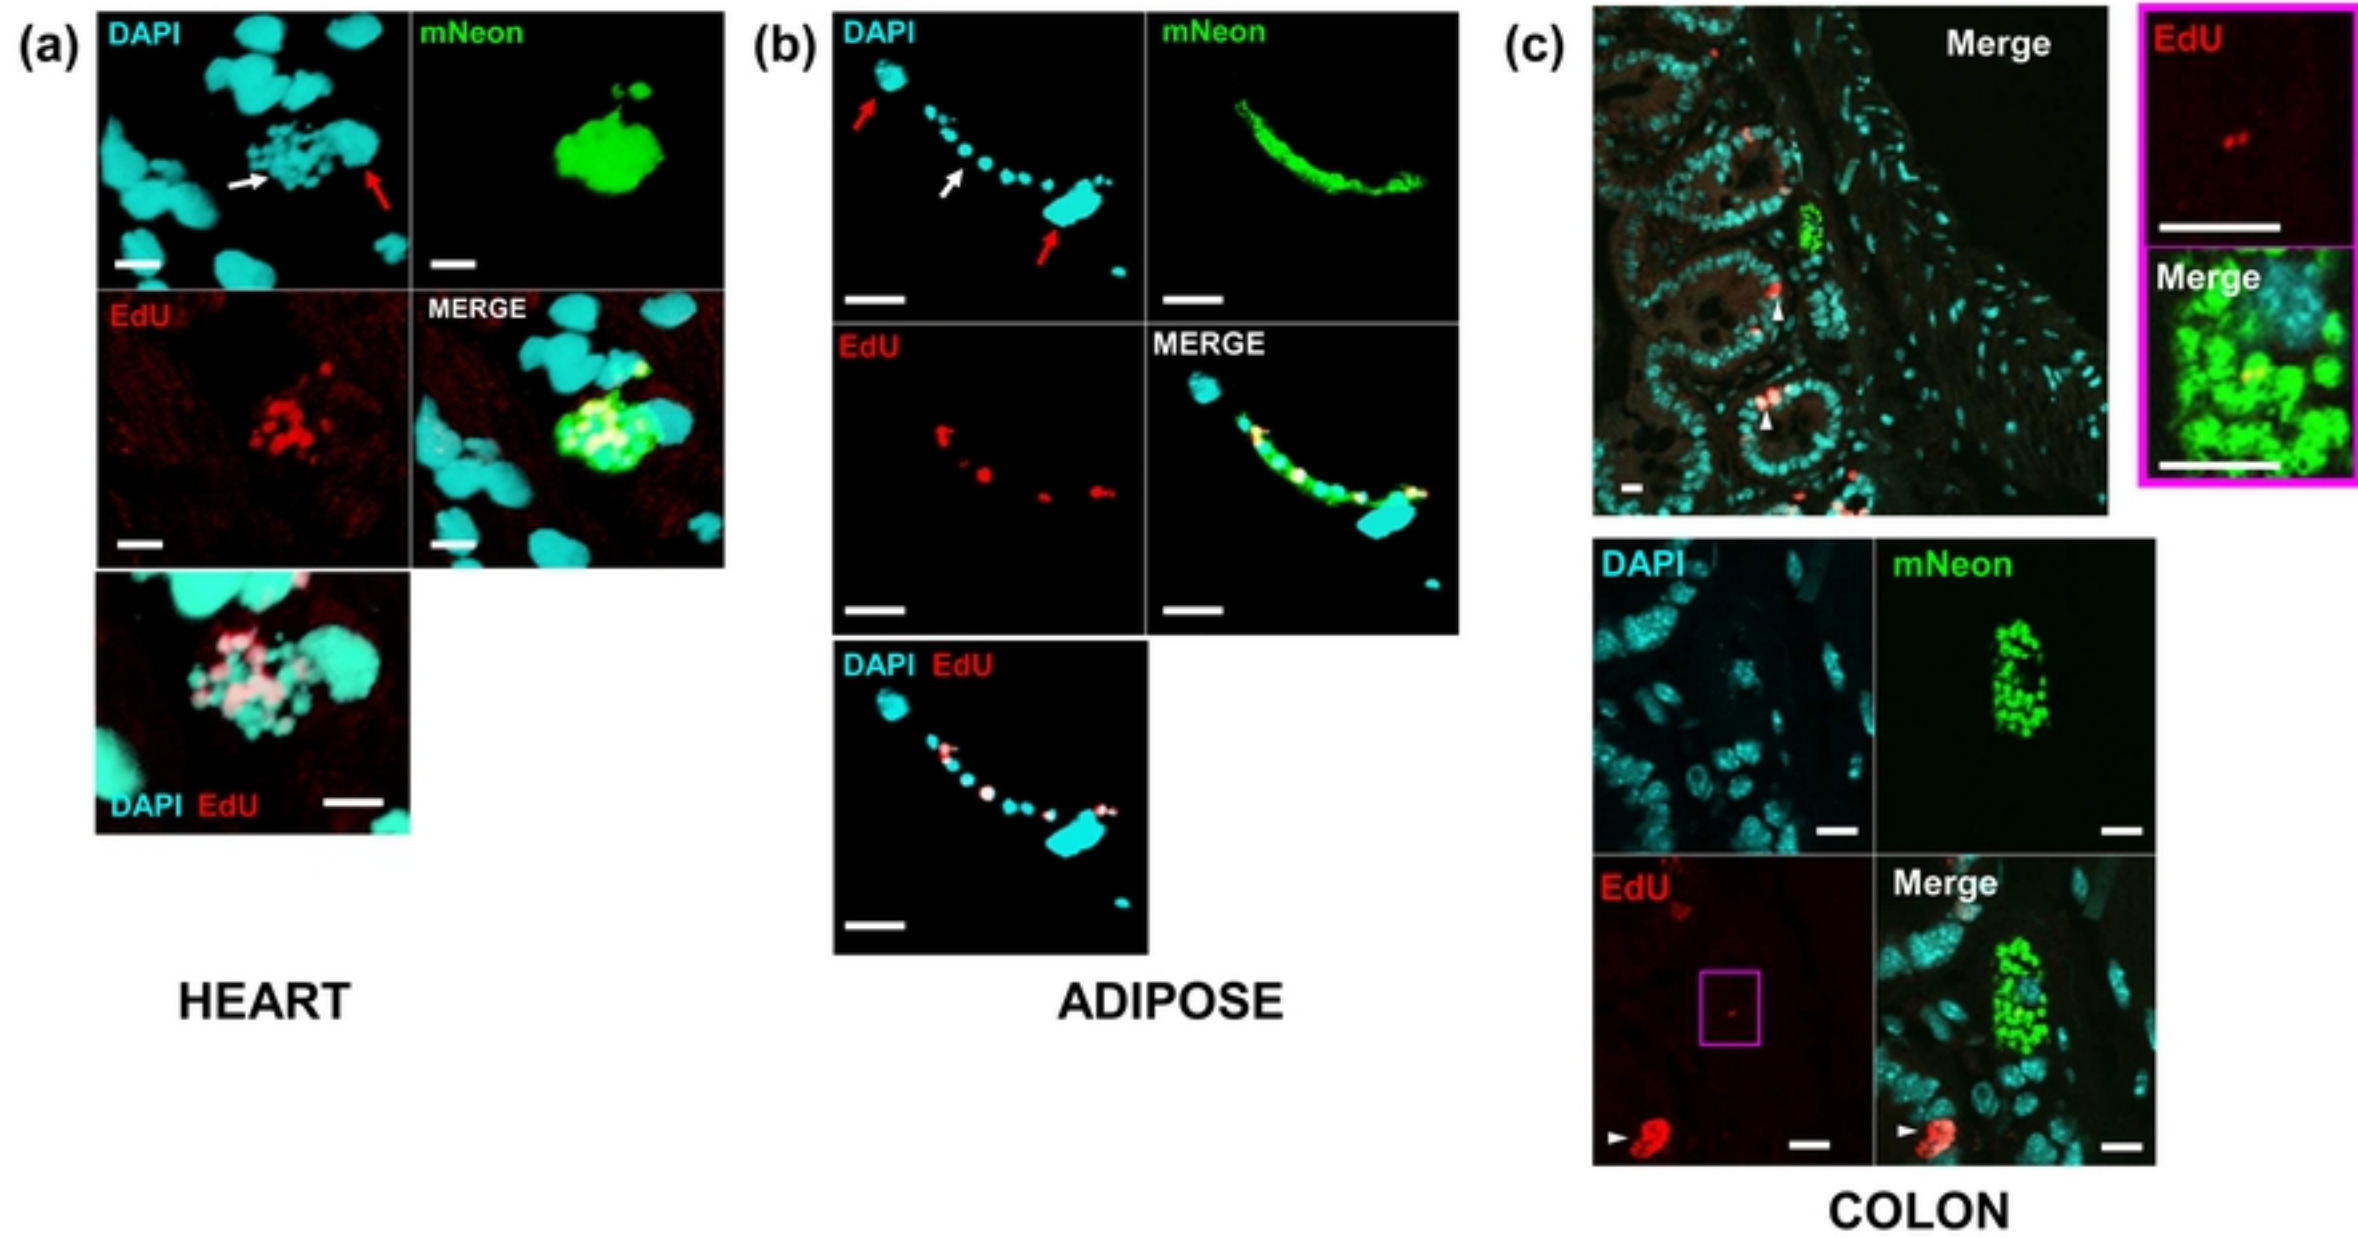 (a)
DAPI
mNeon
EdU
MERGE
DAPI EdU
HEART
(b)
DAPI
mNeon
EdU
MERGE
DAPI EdU
ADIPOSE
(c)
Merge
EdU
Merge
DAPI
mNeon
EdU
Merge
COLON